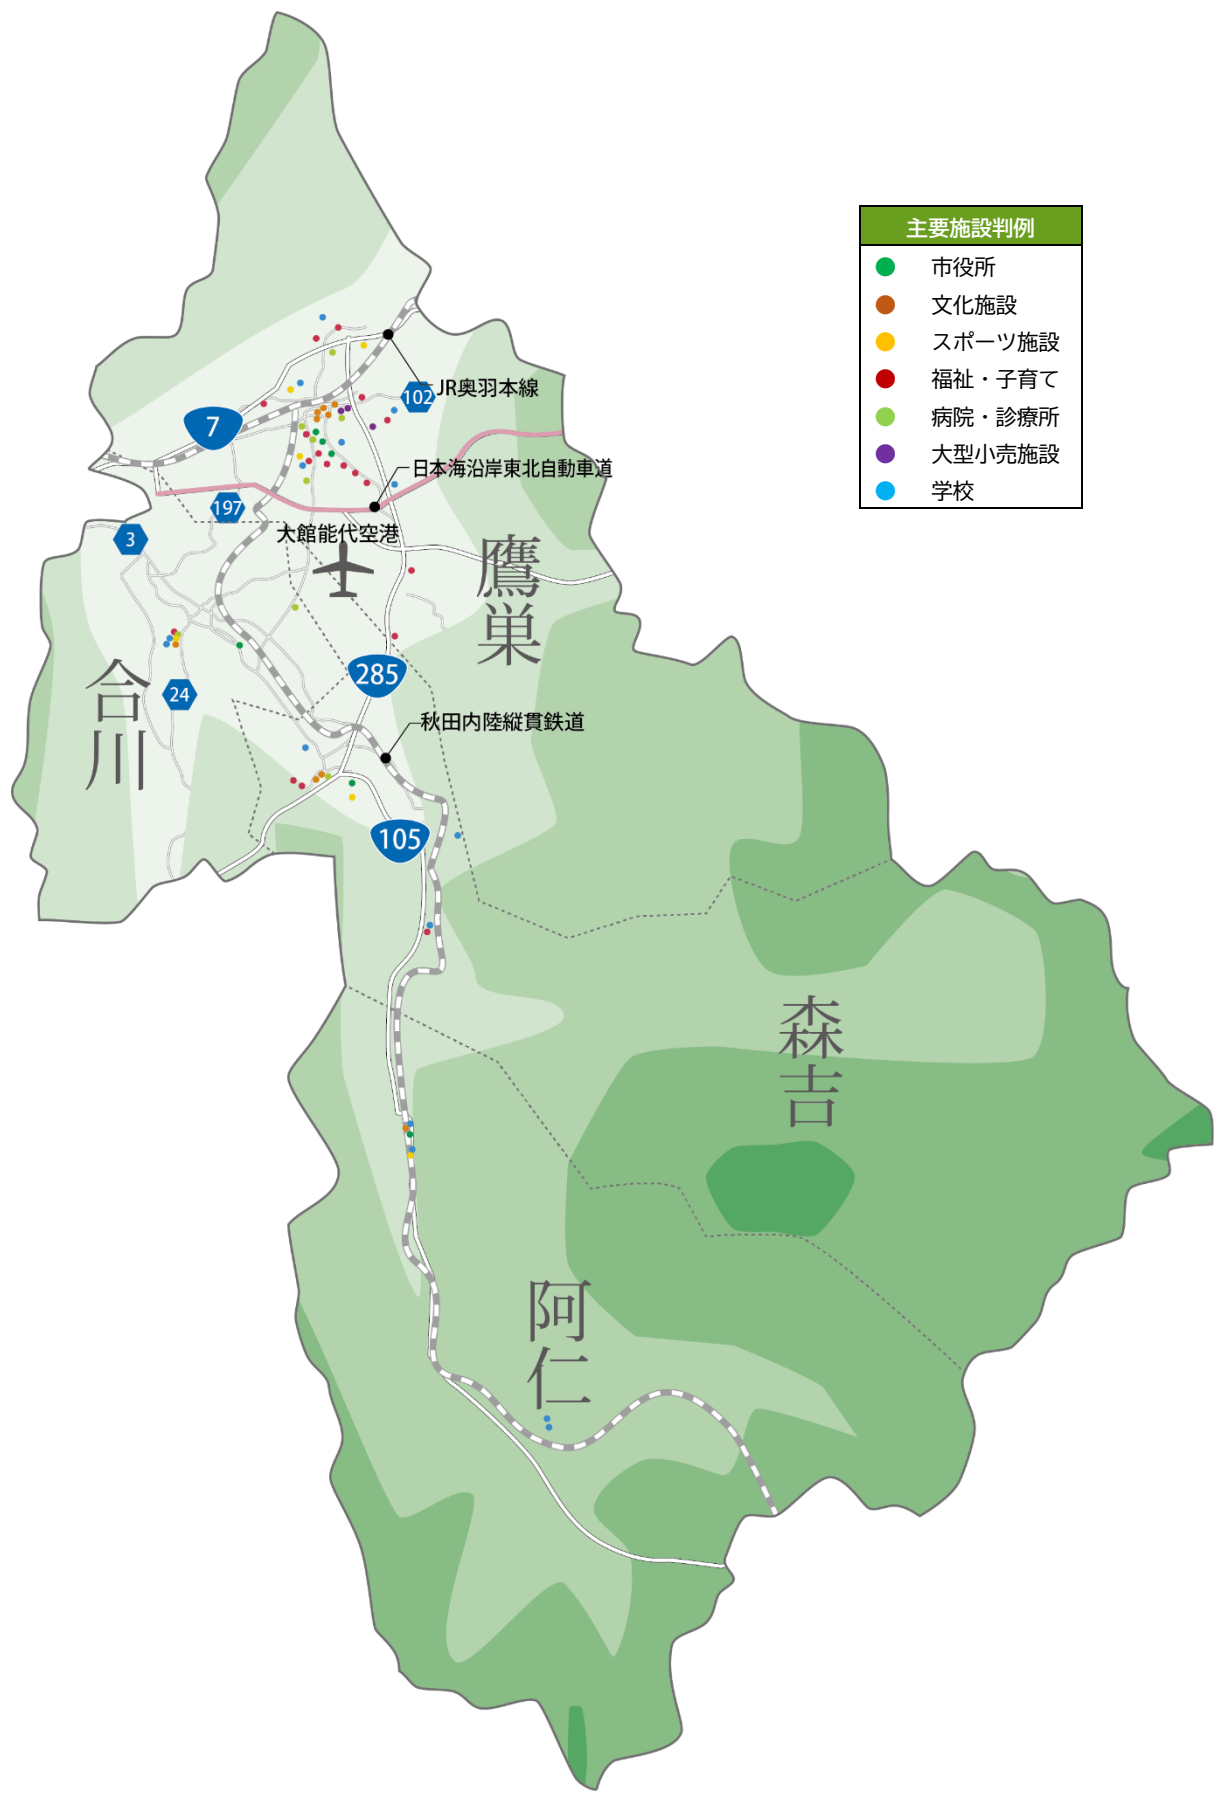 主要施設判例
市役所
文化施設
スポーツ施設
福祉・子育て
病院・診療所
大型小売施設
学校
JR奥羽本線
102
7
日本海沿岸東北自動車道
197
3
大館能代空港
鷹巣
285
24
合川
秋田内陸縦貫鉄道
105
森吉
阿仁